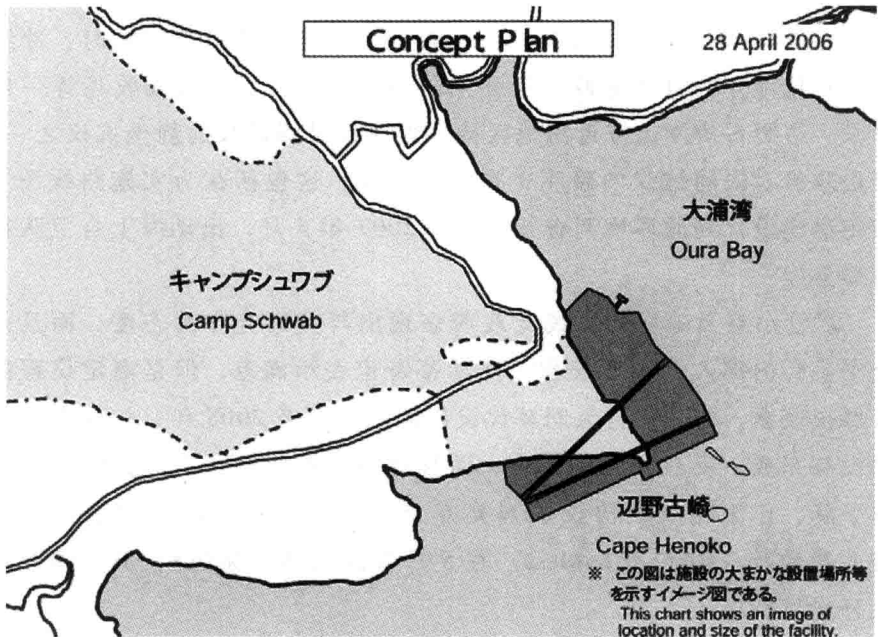 Concept Plan
28 April 2006
大浦湾
Oura Bay
キャンプシュワブ
Camp Schwab
辺野古崎
Cape Henoko
※ この図は施設の大まかな設置場所等
を示すイメージ図である。
This chart shows an image of
location and size of the facility.